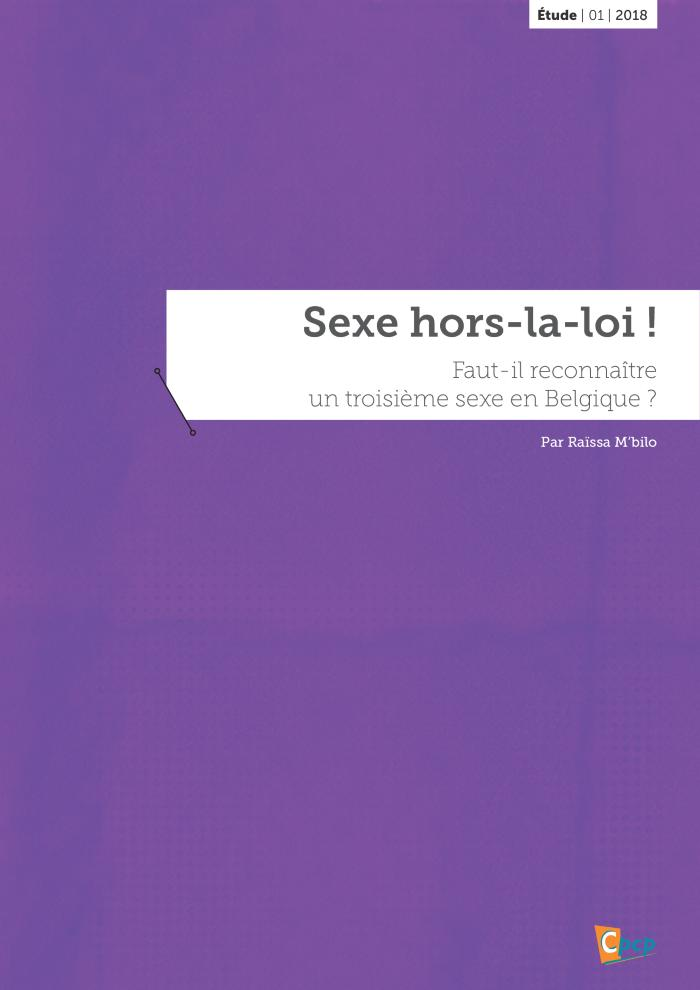 Étude | 01 | 2018
Sexe hors-la-loi !
Faut-il reconnaître
un troisième sexe en Belgique ?
Par Raïssa M'bilo
Cpcp